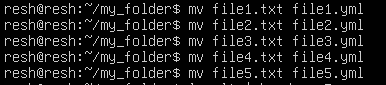 resh@resh:~/my_folder$ mv file1.txt file1.yml
resh@resh:~/my_folder$ mv file2.txt file2.yml
resh@resh:~/my_folder$ mv file3.txt file3.yml
resh@resh:~/my_folder$ mv file4.txt file4.yml
resh@resh:~/my_folder$ mv file5.txt file5.yml